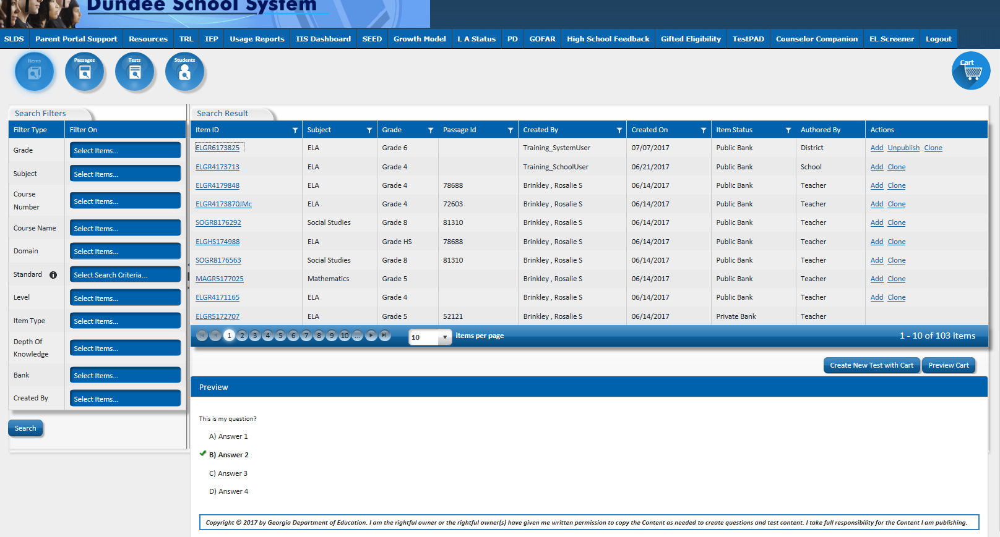 Dundee School System
SLDS Parent Portal Support Resources TRL IEP Usage Reports IIS Dashboard SEED Growth Model L A Status PD GOFAR High School Feedback Gifted Eligibility TestPAD Counselor Companion EL Screener Logout
Items Passages Tests Students Cart
Search Filters
Filter Type Filter On
Grade Select Items...
Subject Select Items...
Course Number Select Items...
Course Name Select Items...
Domain Select Items...
Standard Select Search Criteria...
Level Select Items...
Item Type Select Items...
Depth Of Knowledge Select Items...
Bank Select Items...
Created By Select Items...
Search
Search Result
Item ID Subject Grade Passage Id Created By Created On Item Status Authored By Actions
ELGR6173825 ELA Grade 6 Training_SystemUser 07/07/2017 Public Bank District Add Unpublish Clone
ELGR4173713 ELA Grade 4 Training_SchoolUser 06/21/2017 Public Bank School Add Clone
ELGR4179848 ELA Grade 4 78688 Brinkley , Rosalie S 06/14/2017 Public Bank Teacher Add Clone
ELGR4173870JMc ELA Grade 4 72603 Brinkley , Rosalie S 06/14/2017 Public Bank Teacher Add Clone
SOGR8176292 Social Studies Grade 8 81310 Brinkley , Rosalie S 06/14/2017 Public Bank Teacher Add Clone
ELGHS174988 ELA Grade HS 78688 Brinkley , Rosalie S 06/14/2017 Public Bank Teacher Add Clone
SOGR8176563 Social Studies Grade 8 81310 Brinkley , Rosalie S 06/14/2017 Public Bank Teacher Add Clone
MAGR5177025 Mathematics Grade 5 Brinkley , Rosalie S 06/14/2017 Public Bank Teacher Add Clone
ELGR4171165 ELA Grade 4 Brinkley , Rosalie S 06/14/2017 Public Bank Teacher Add Clone
ELGR5172707 ELA Grade 5 52121 Brinkley , Rosalie S 06/14/2017 Private Bank Teacher
1 2 3 4 5 6 7 8 9 10 ... 10 items per page 1 - 10 of 103 items
Create New Test with Cart Preview Cart
Preview
This is my question?
A) Answer 1
B) Answer 2
C) Answer 3
D) Answer 4
Copyright © 2017 by Georgia Department of Education. I am the rightful owner or the rightful owner(s) have given me written permission to copy the Content as needed to create questions and test content. I take full responsibility for the Content I am publishing.